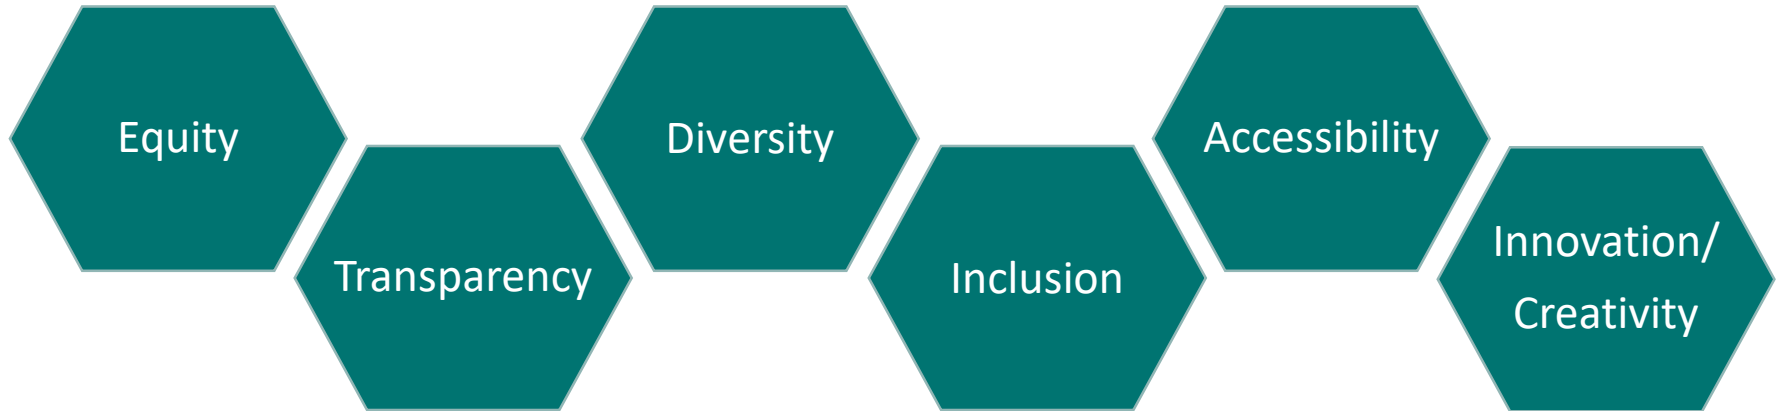 Equity
Transparency
Diversity
Inclusion
Accessibility
Innovation/
Creativity